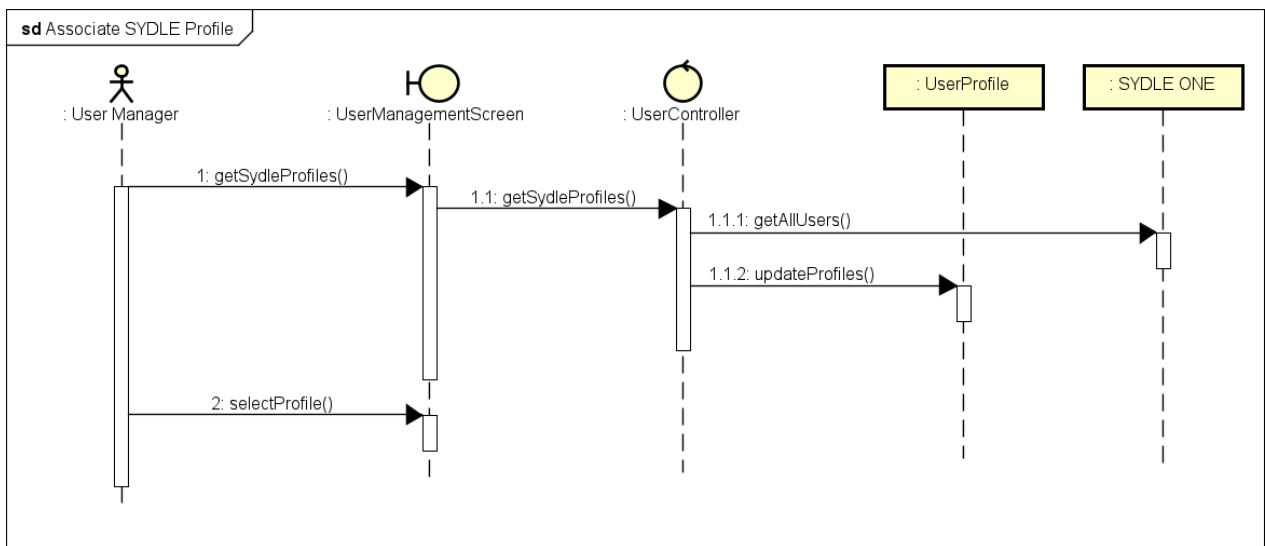 sd Associate SYDLE Profile
: User Manager
: UserManagementScreen
: UserController
: UserProfile
: SYDLE ONE
1: getSydleProfiles()
1.1: getSydleProfiles()
1.1.1: getAllUsers()
1.1.2: updateProfiles()
2: selectProfile()